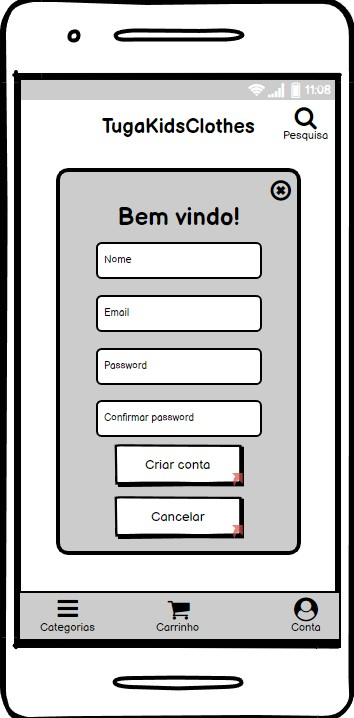 11:08
TugaKidsClothes
Pesquisa
Bem vindo!
Nome
Email
Password
Confirmar password
Criar conta
Cancelar
Categorias
Carrinho
Conta